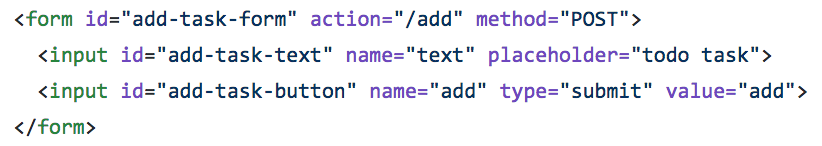 <form id="add-task-form" action="/add" method="POST">
<input id="add-task-text" name="text" placeholder="todo task">
<input id="add-task-button" name="add" type="submit" value="add">
</form>